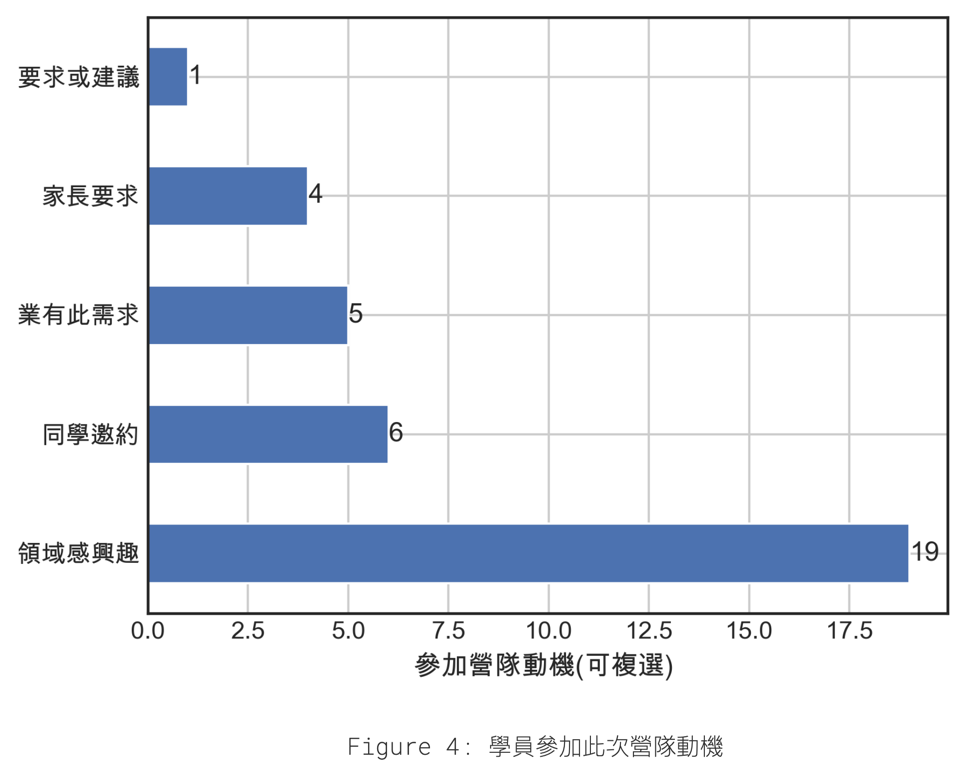 要求或建議 1
家長要求 4
業有此需求 5
同學邀約 6
領域感興趣 19
0.0 2.5 5.0 7.5 10.0 12.5 15.0 17.5
參加營隊動機(可複選)
Figure 4: 學員參加此次營隊動機